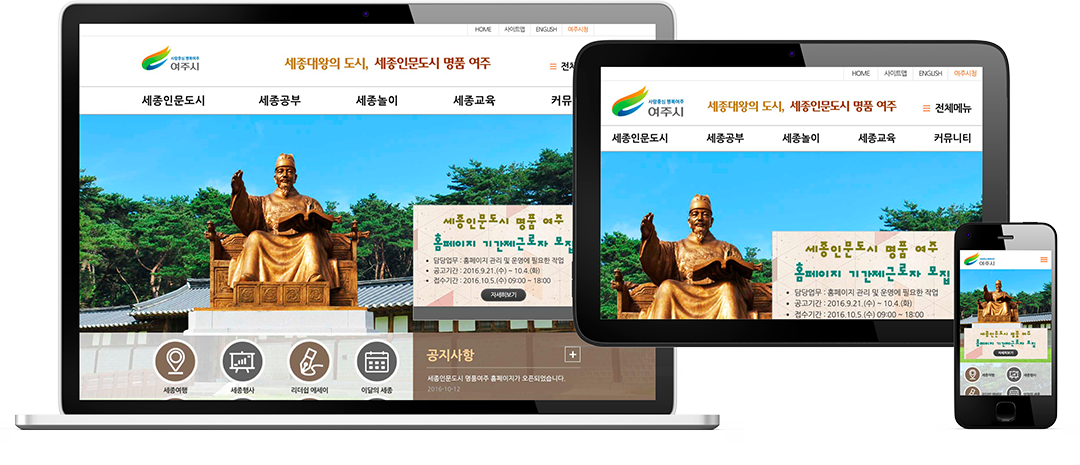 HOME 사이트맵 ENGLISH 여주시청
사람중심 행복여주
여주시
세종대왕의 도시, 세종인문도시 명품 여주
전체
세종인문도시 세종공부 세종놀이 세종교육 커뮤
세종인문도시 명품 여주
홈페이지 기간제근로자 모집
담당업무 : 홈페이지 관리 및 운영에 필요한 작업
공고기간 : 2016.9.21.(수) ~ 10.4.(화)
접수기간 : 2016.10.5.(수) 09:00 ~ 18:00
자세히보기
세종여행 세종행사 리더쉽 에세이 이달의 세종
공지사항
세종인문도시 명품여주 홈페이지가 오픈되었습니다.
2016-10-12
HOME 사이트맵 ENGLISH 여주시청
사람중심 행복여주
여주시
세종대왕의 도시, 세종인문도시 명품 여주
전체메뉴
세종인문도시 세종공부 세종놀이 세종교육 커뮤니티
세종인문도시 명품 여주
홈페이지 기간제근로자 모집
담당업무 : 홈페이지 관리 및 운영에 필요한 작업
공고기간 : 2016.9.21.(수) ~ 10.4.(화)
접수기간 : 2016.10.5.(수) 09:00 ~ 18:00
여주시
세종인문도시 명품 여주
홈페이지 기간제근로자 모집
자세히보기
세종여행 세종행사